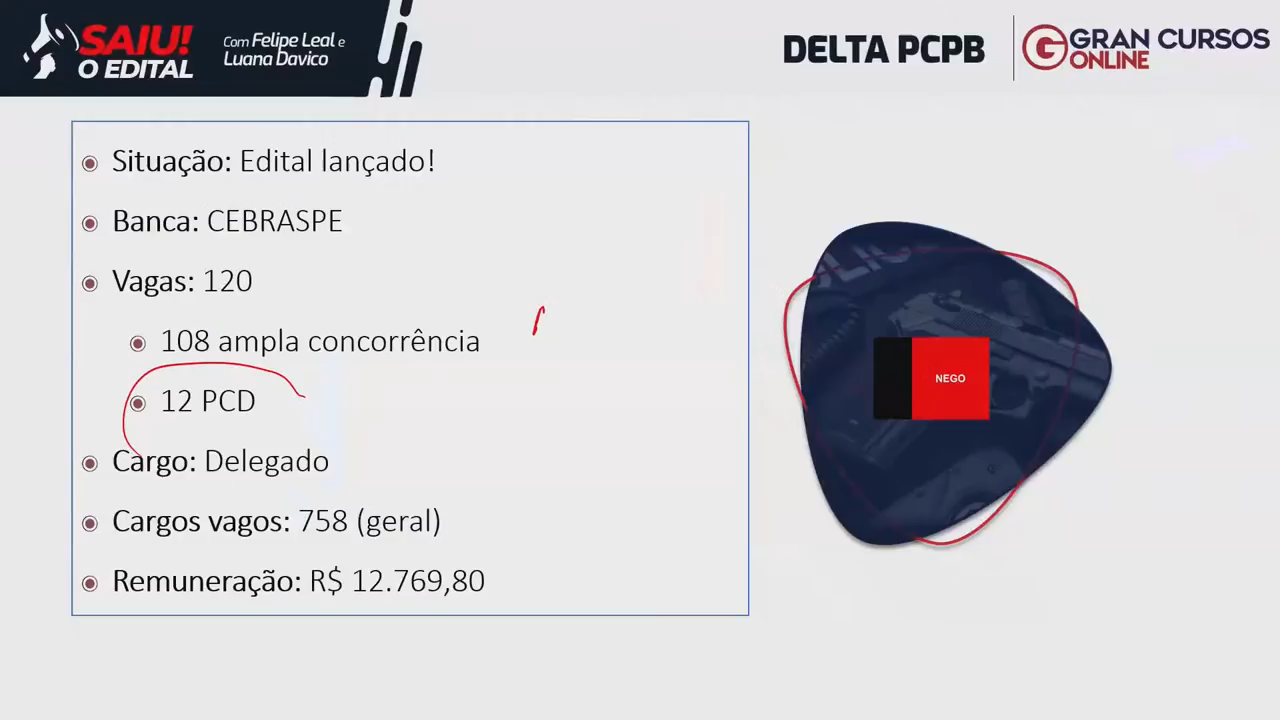 SAIU!
O EDITAL
Com Felipe Leal e
Luana Davico
DELTA PCPB
GRAN CURSOS
ONLINE
Situação: Edital lançado!
Banca: CEBRASPE
Vagas: 120
108 ampla concorrência
12 PCD
Cargo: Delegado
Cargos vagos: 758 (geral)
Remuneração: R$ 12.769,80
NEGO